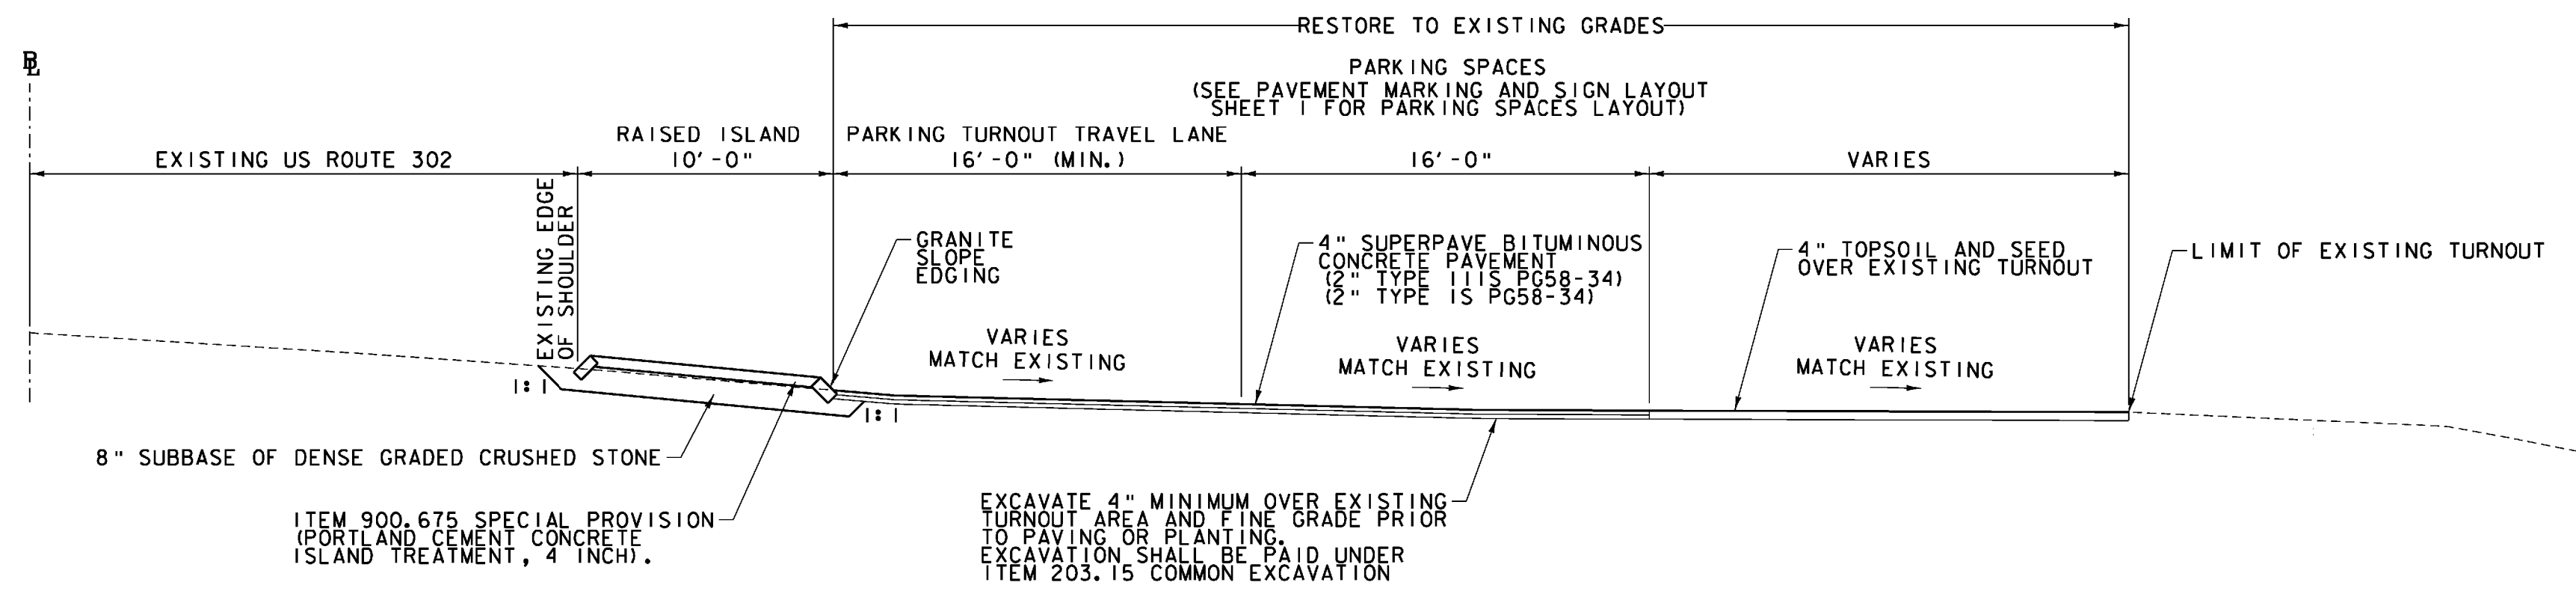 RESTORE TO EXISTING GRADES
BL
PARKING SPACES
(SEE PAVEMENT MARKING AND SIGN LAYOUT
SHEET 1 FOR PARKING SPACES LAYOUT)
RAISED ISLAND
10'-0"
PARKING TURNOUT TRAVEL LANE
16'-0" (MIN.)
EXISTING US ROUTE 302
16'-0"
VARIES
EXISTING EDGE
OF SHOULDER
GRANITE
SLOPE
EDGING
4" SUPERPAVE BITUMINOUS
CONCRETE PAVEMENT
(2" TYPE IIIS PG58-34)
(2" TYPE IS PG58-34)
4" TOPSOIL AND SEED
OVER EXISTING TURNOUT
LIMIT OF EXISTING TURNOUT
VARIES
MATCH EXISTING
VARIES
MATCH EXISTING
VARIES
MATCH EXISTING
1:1
1:1
8" SUBBASE OF DENSE GRADED CRUSHED STONE
ITEM 900.675 SPECIAL PROVISION
(PORTLAND CEMENT CONCRETE
ISLAND TREATMENT, 4 INCH).
EXCAVATE 4" MINIMUM OVER EXISTING
TURNOUT AREA AND FINE GRADE PRIOR
TO PAVING OR PLANTING.
EXCAVATION SHALL BE PAID UNDER
ITEM 203.15 COMMON EXCAVATION